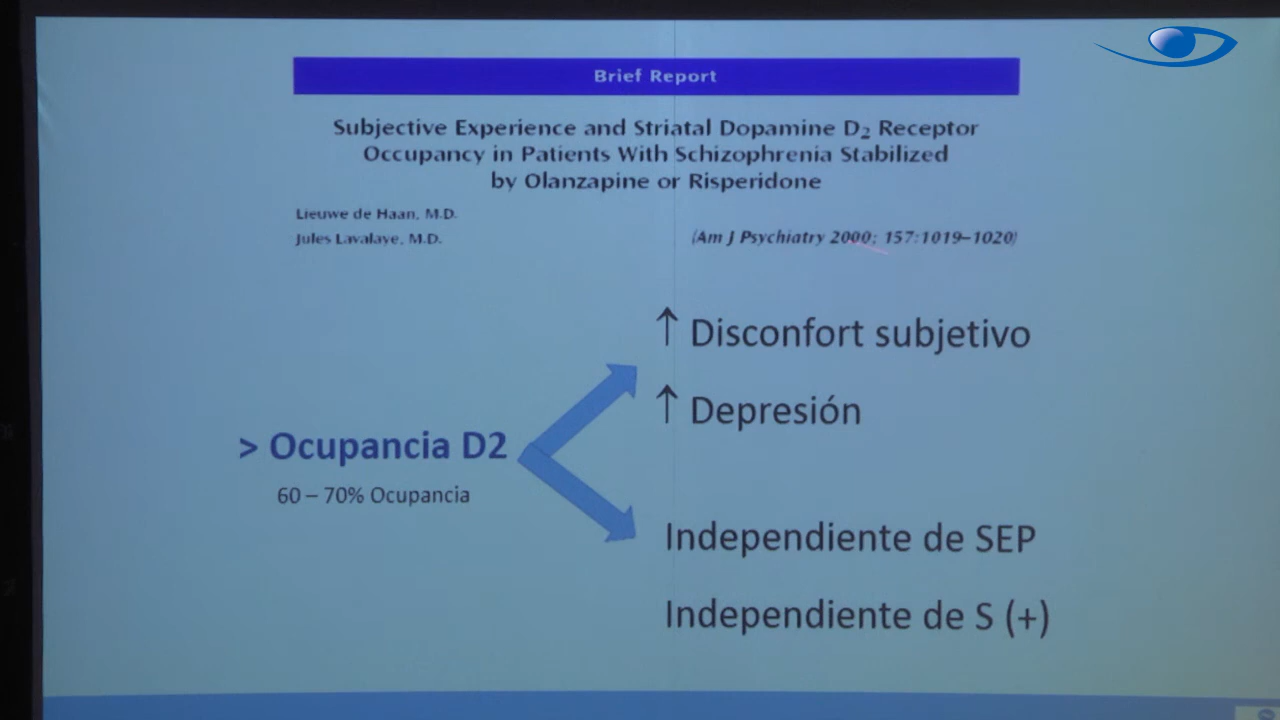 Brief Report
Subjective Experience and Striatal Dopamine D₂ Receptor
Occupancy in Patients With Schizophrenia Stabilized
by Olanzapine or Risperidone
Lieuwe de Haan, M.D.
Jules Lavalaye, M.D.
(Am J Psychiatry 2000; 157:1019–1020)
↑ Disconfort subjetivo
↑ Depresión
> Ocupancia D2
60 – 70% Ocupancia
Independiente de SEP
Independiente de S (+)